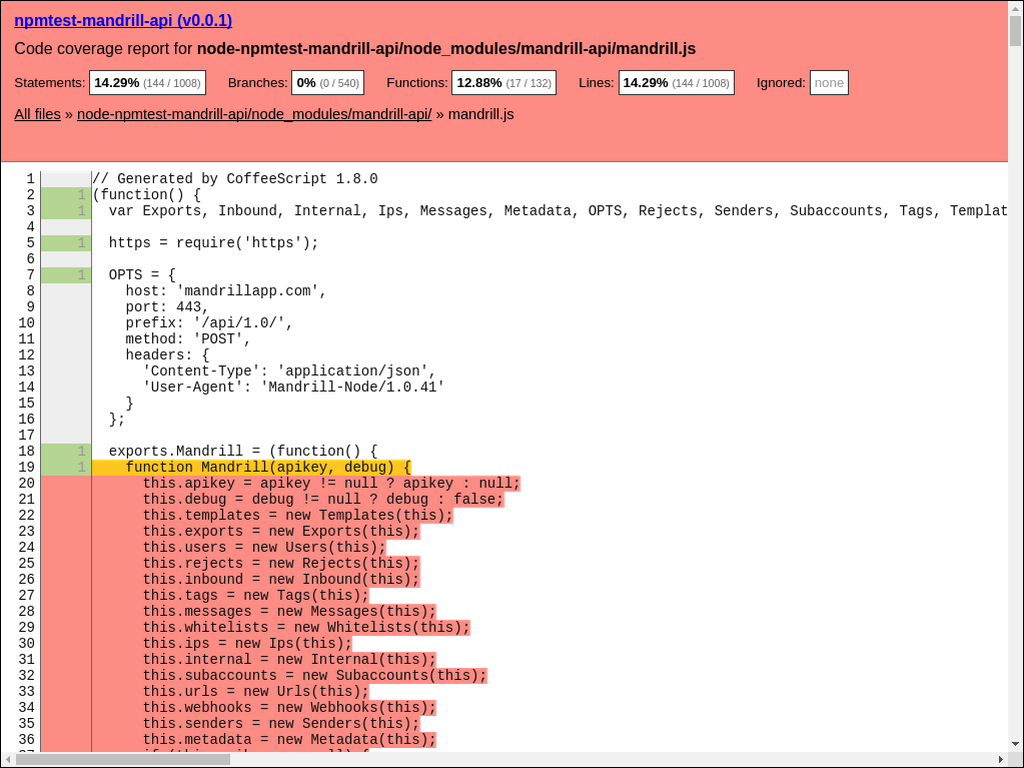 npmtest-mandrill-api (v0.0.1)
Code coverage report for node-npmtest-mandrill-api/node_modules/mandrill-api/mandrill.js
Statements: 14.29% (144 / 1008) Branches: 0% (0 / 540) Functions: 12.88% (17 / 132) Lines: 14.29% (144 / 1008) Ignored: none
All files » node-npmtest-mandrill-api/node_modules/mandrill-api/ » mandrill.js
1 // Generated by CoffeeScript 1.8.0
2 1 (function() {
3 1 var Exports, Inbound, Internal, Ips, Messages, Metadata, OPTS, Rejects, Senders, Subaccounts, Tags, Templat
4
5 1 https = require('https');
6
7 1 OPTS = {
8 host: 'mandrillapp.com',
9 port: 443,
10 prefix: '/api/1.0/',
11 method: 'POST',
12 headers: {
13 'Content-Type': 'application/json',
14 'User-Agent': 'Mandrill-Node/1.0.41'
15 }
16 };
17
18 1 exports.Mandrill = (function() {
19 1 function Mandrill(apikey, debug) {
20 this.apikey = apikey != null ? apikey : null;
21 this.debug = debug != null ? debug : false;
22 this.templates = new Templates(this);
23 this.exports = new Exports(this);
24 this.users = new Users(this);
25 this.rejects = new Rejects(this);
26 this.inbound = new Inbound(this);
27 this.tags = new Tags(this);
28 this.messages = new Messages(this);
29 this.whitelists = new Whitelists(this);
30 this.ips = new Ips(this);
31 this.internal = new Internal(this);
32 this.subaccounts = new Subaccounts(this);
33 this.urls = new Urls(this);
34 this.webhooks = new Webhooks(this);
35 this.senders = new Senders(this);
36 this.metadata = new Metadata(this);